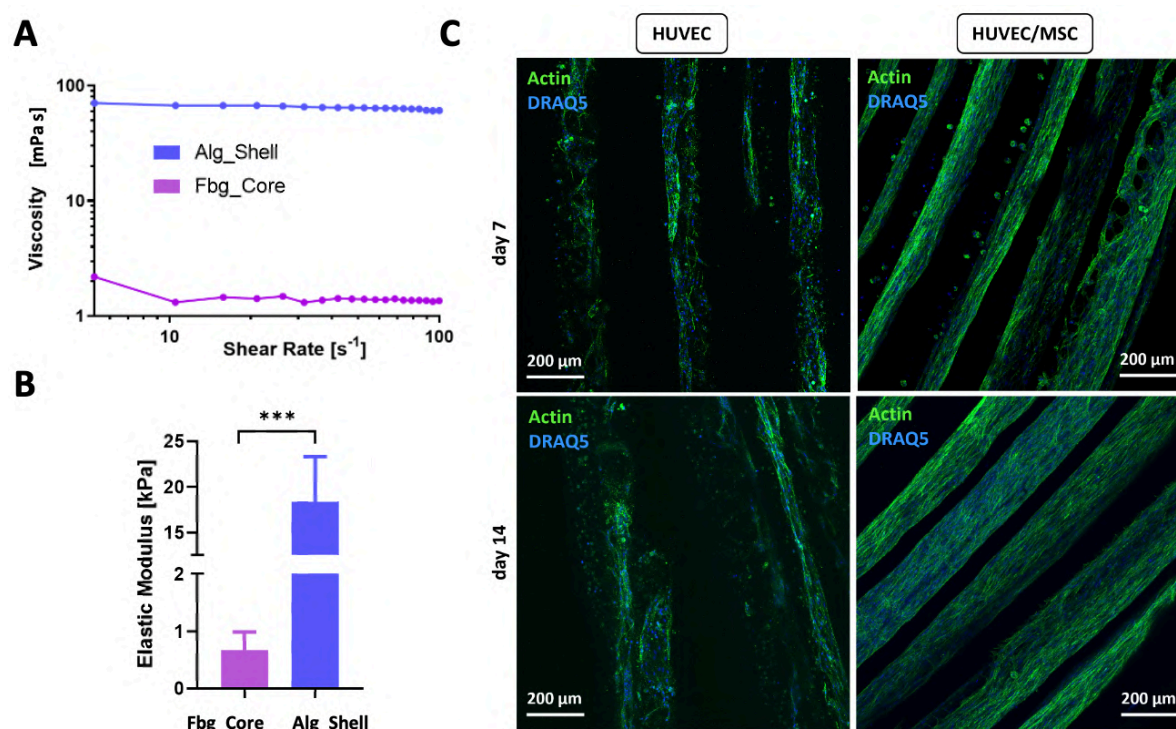 A
100
10
1
Viscosity [mPa s]
Alg_Shell
Fbg_Core
10
100
Shear Rate [s⁻¹]
B
***
25
20
15
2
1
0
Elastic Modulus [kPa]
Fbg_Core
Alg_Shell
C
HUVEC
HUVEC/MSC
day 7
Actin
DRAQ5
200 µm
Actin
DRAQ5
200 µm
day 14
Actin
DRAQ5
200 µm
Actin
DRAQ5
200 µm